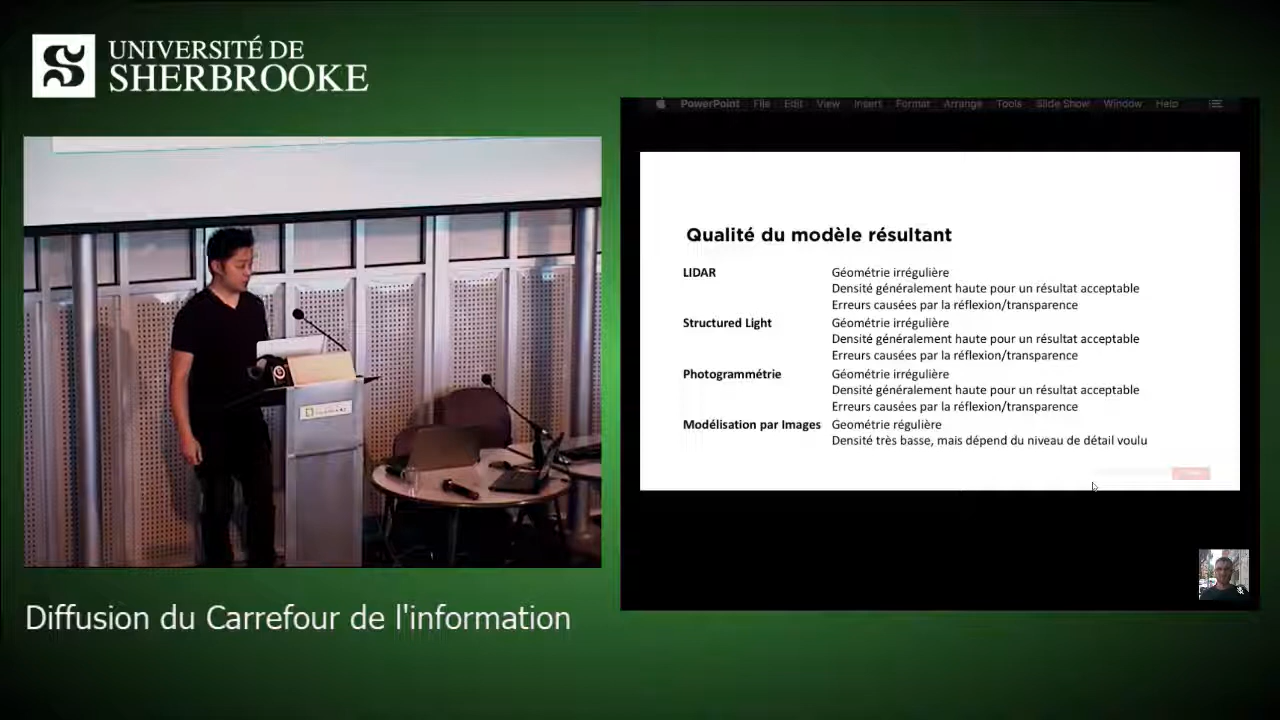 UNIVERSITÉ DE
SHERBROOKE
PowerPoint File Edit View Insert Format Arrange Tools Slide Show Window Help
Qualité du modèle résultant
LIDAR Géométrie irrégulière
Densité généralement haute pour un résultat acceptable
Erreurs causées par la réflexion/transparence
Structured Light Géométrie irrégulière
Densité généralement haute pour un résultat acceptable
Erreurs causées par la réflexion/transparence
Photogrammétrie Géométrie irrégulière
Densité généralement haute pour un résultat acceptable
Erreurs causées par la réflexion/transparence
Modélisation par Images Geométrie régulière
Densité très basse, mais dépend du niveau de détail voulu
Diffusion du Carrefour de l'information